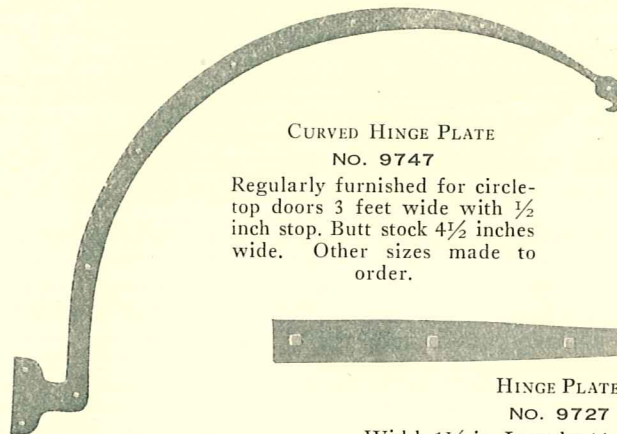 CURVED HINGE PLATE
NO. 9747
Regularly furnished for circle-
top doors 3 feet wide with ½
inch stop. Butt stock 4½ inches
wide. Other sizes made to
order.
HINGE PLATE
NO. 9727